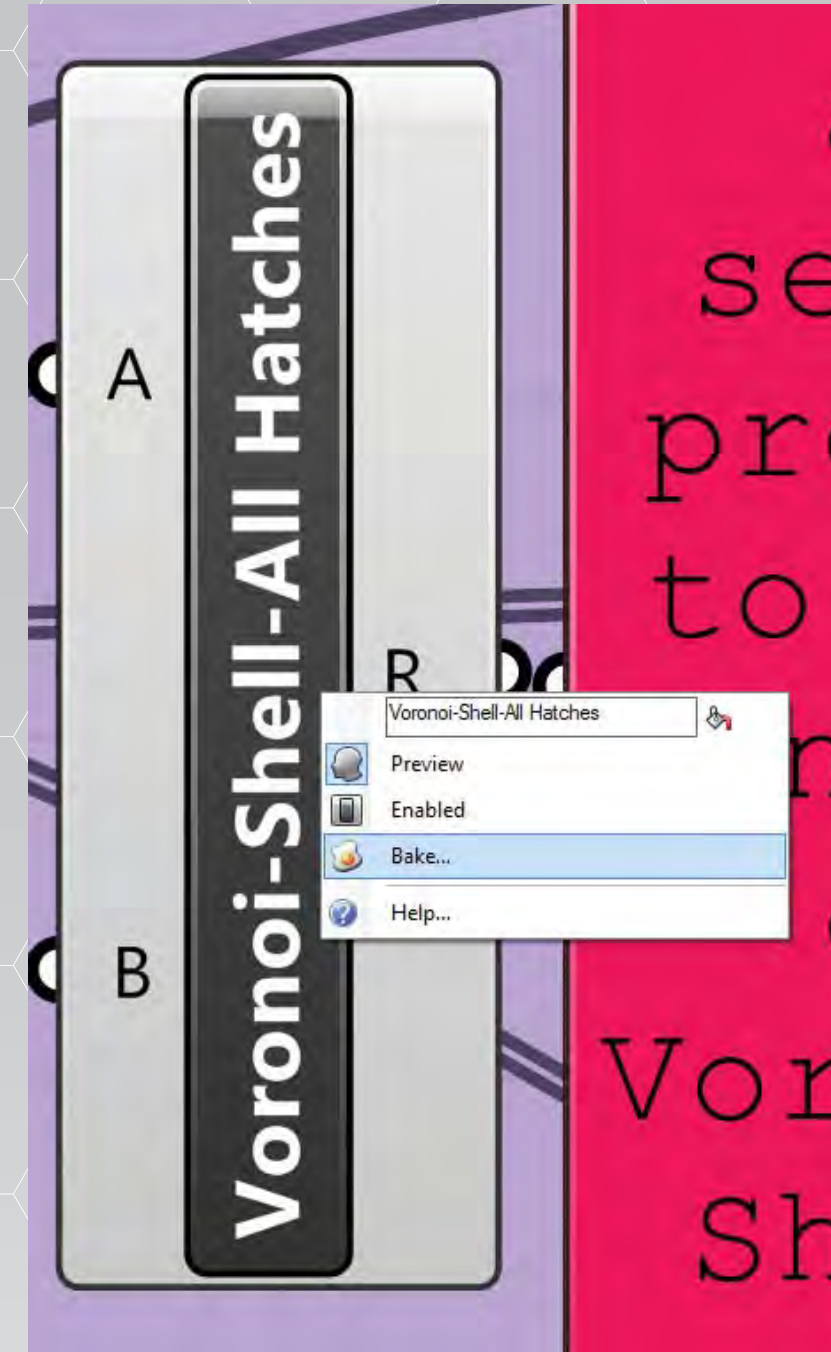 Voronoi-Shell-All Hatches
A
B
R
Voronoi-Shell-All Hatches
Preview
Enabled
Bake...
Help...
se
pr
to
Vor
Sh